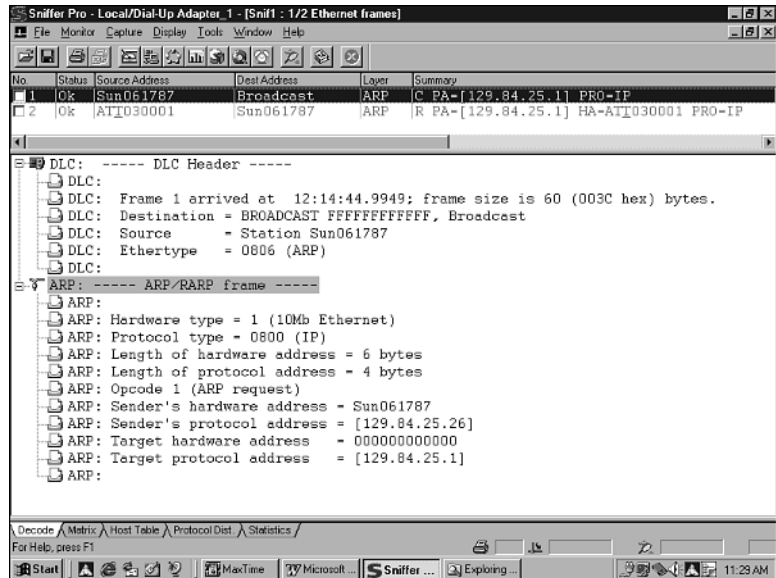 Sniffer Pro - Local/Dial-Up Adapter_1 - [Snif1 : 1/2 Ethernet frames]
File Monitor Capture Display Tools Window Help
No. Status Source Address Dest Address Layer Summary
1 Ok Sun061787 Broadcast ARP C PA=[129.84.25.1] PRO=IP
2 Ok ATT030001 Sun061787 ARP R PA=[129.84.25.1] HA=ATT030001 PRO=IP
DLC: ----- DLC Header -----
DLC:
DLC: Frame 1 arrived at 12:14:44.9949; frame size is 60 (003C hex) bytes.
DLC: Destination = BROADCAST FFFFFFFFFFFF, Broadcast
DLC: Source = Station Sun061787
DLC: Ethertype = 0806 (ARP)
DLC:
ARP: ----- ARP/RARP frame -----
ARP:
ARP: Hardware type = 1 (10Mb Ethernet)
ARP: Protocol type = 0800 (IP)
ARP: Length of hardware address = 6 bytes
ARP: Length of protocol address = 4 bytes
ARP: Opcode 1 (ARP request)
ARP: Sender's hardware address = Sun061787
ARP: Sender's protocol address = [129.84.25.26]
ARP: Target hardware address = 000000000000
ARP: Target protocol address = [129.84.25.1]
ARP:
Decode Matrix Host Table Protocol Dist. Statistics
For Help, press F1
Start MaxTime Microsoft ... Sniffer ... Exploring ... 11:29 AM